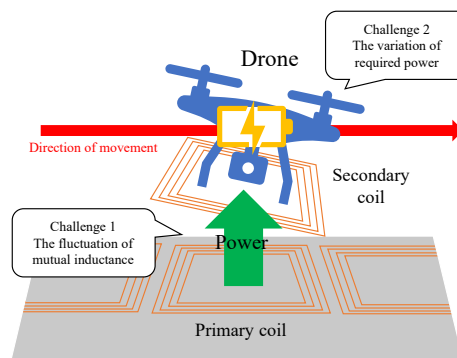 Challenge 2
The variation of
required power
Drone
Direction of movement
Secondary
coil
Challenge 1
The fluctuation of
mutual inductance
Power
Primary coil